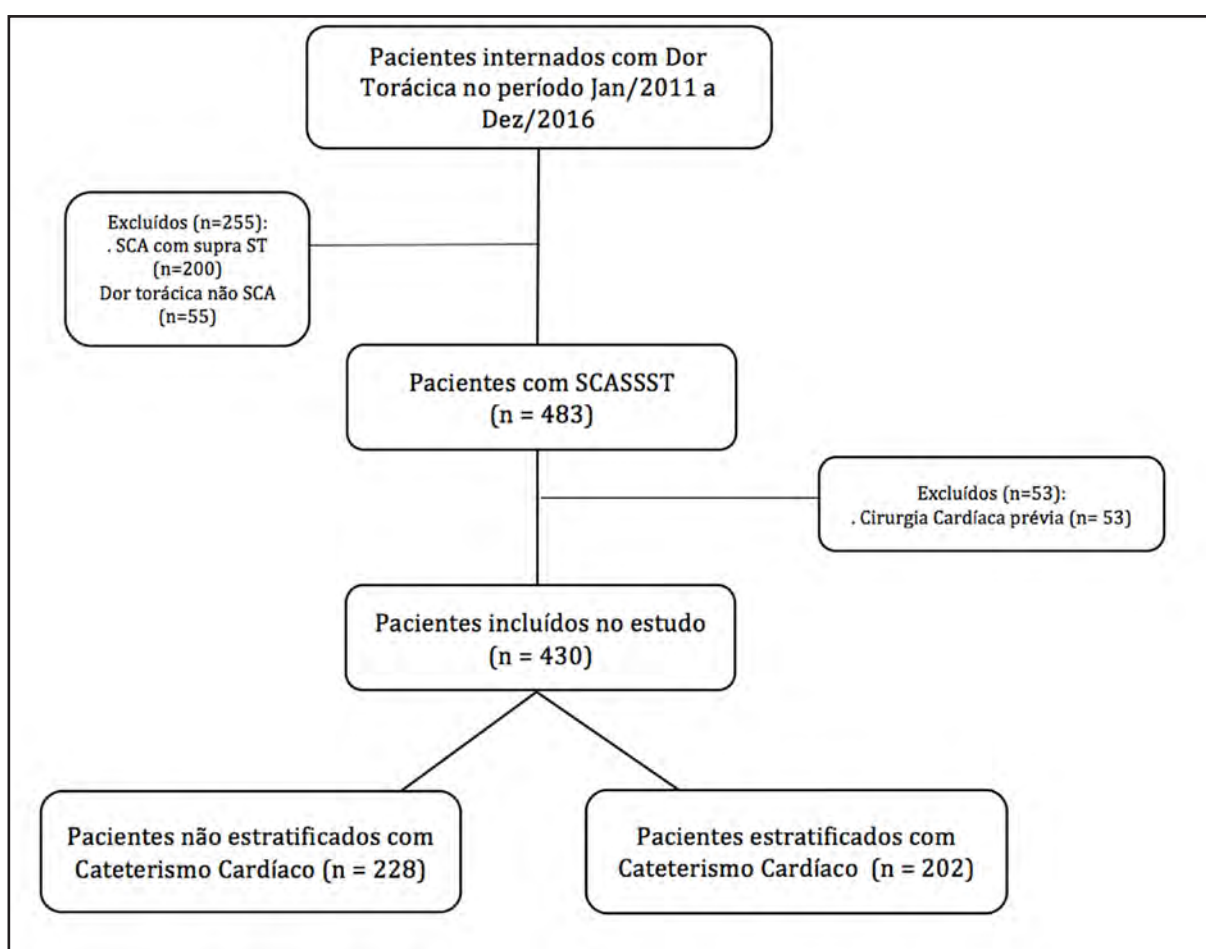 Pacientes internados com Dor
Torácica no período Jan/2011 a
Dez/2016
Excluídos (n=255):
. SCA com supra ST
(n=200)
Dor torácica não SCA
(n=55)
Pacientes com SCASSST
(n = 483)
Excluídos (n=53):
. Cirurgia Cardíaca prévia (n= 53)
Pacientes incluídos no estudo
(n = 430)
Pacientes não estratificados com
Cateterismo Cardíaco (n = 228)
Pacientes estratificados com
Cateterismo Cardíaco (n = 202)